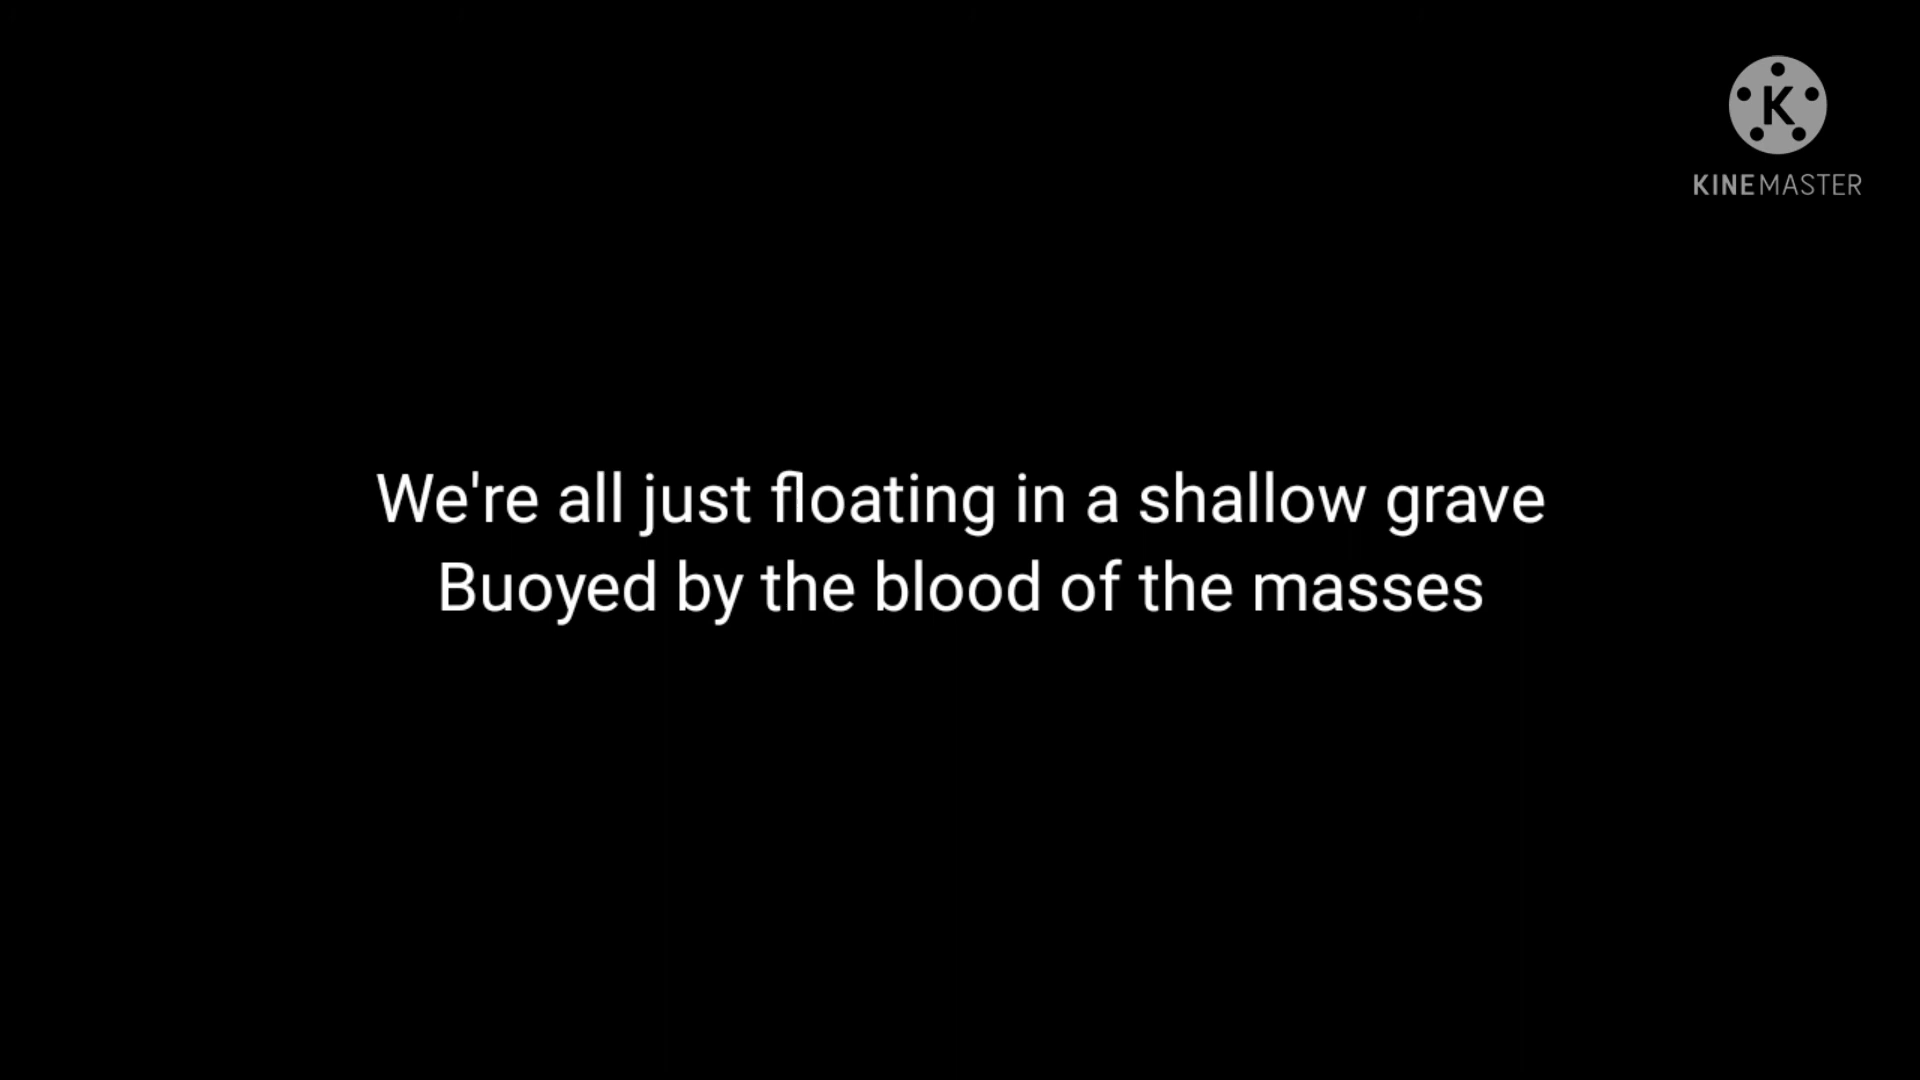 K
KINEMASTER
We're all just floating in a shallow grave
Buoyed by the blood of the masses